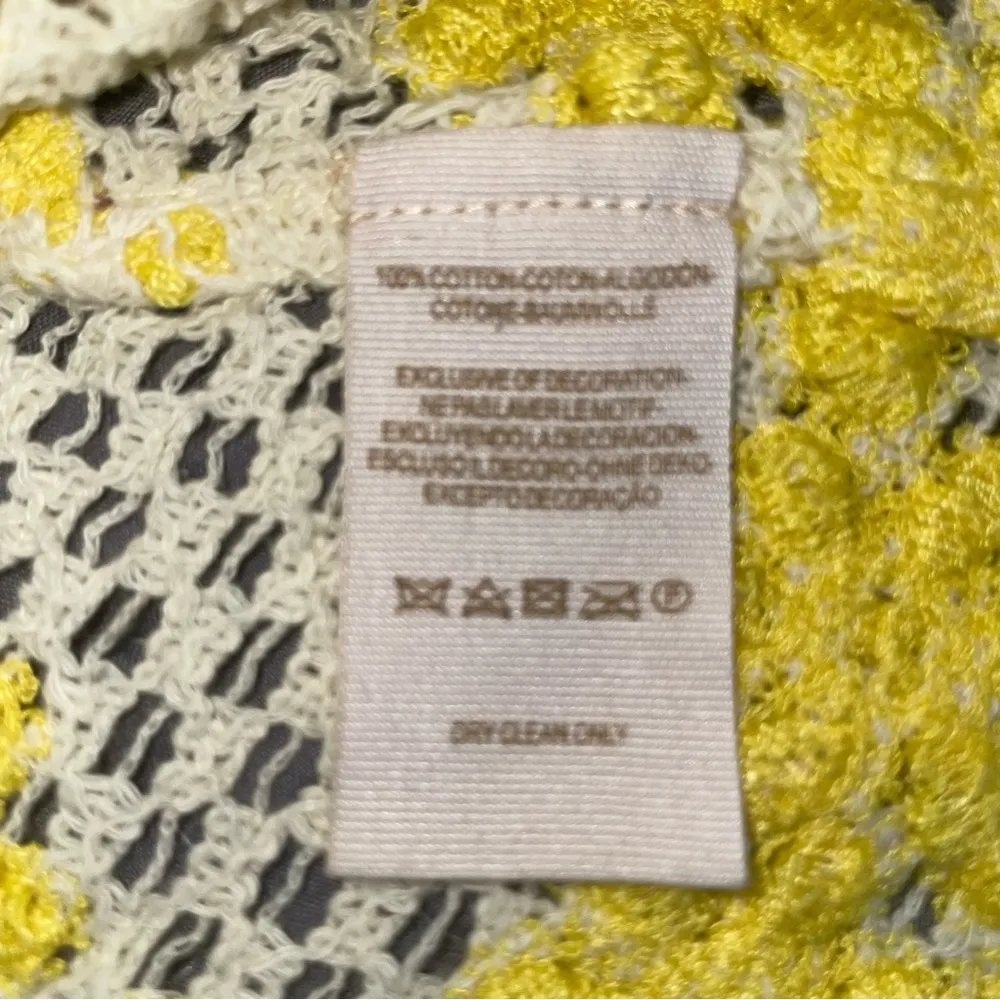 100% COTTON-COTON-ALGODÓN-
COTONE-BAUMWOLLE
EXCLUSIVE OF DECORATION-
NE PAS LAVER LE MOTIF-
EXCLUYENDO LA DECORACION-
ESCLUSO IL DECORO-OHNE DEKO-
EXCEPTO DECORAÇÃO
P
DRY CLEAN ONLY